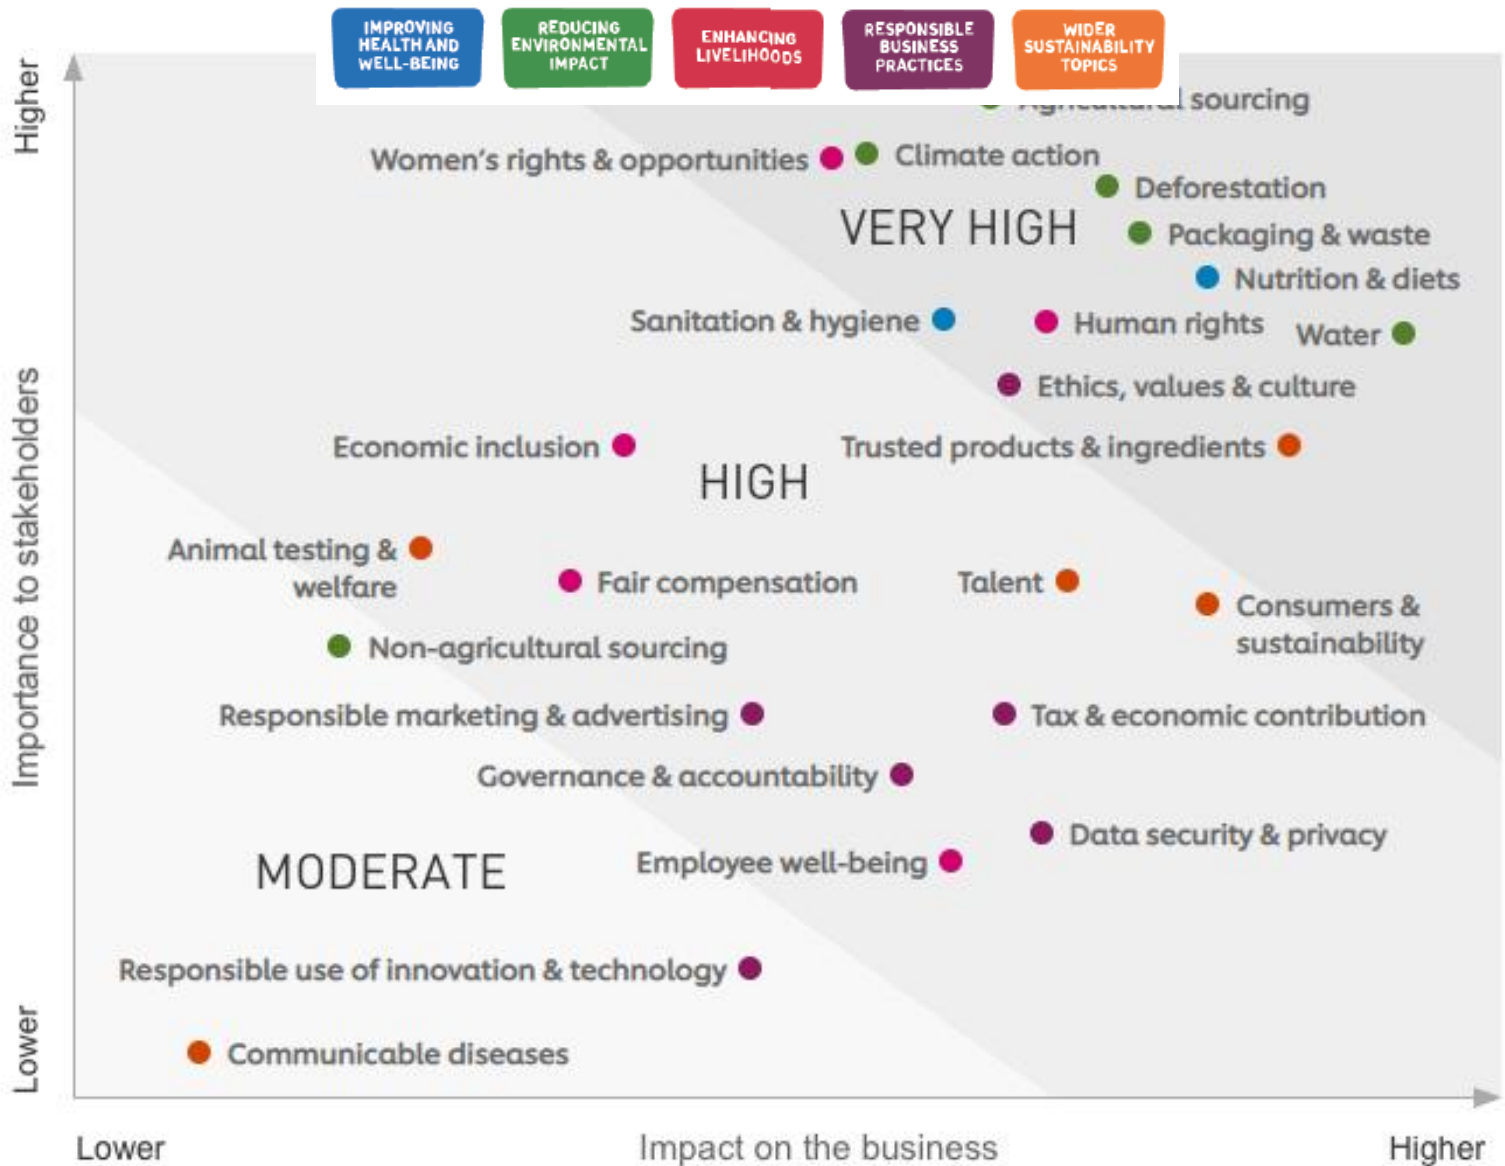 IMPROVING
HEALTH AND
WELL-BEING
REDUCING
ENVIRONMENTAL
IMPACT
ENHANCING
LIVELIHOODS
RESPONSIBLE
BUSINESS
PRACTICES
WIDER
SUSTAINABILITY
TOPICS
Higher
Importance to stakeholders
Lower
Agricultural sourcing
Women's rights & opportunities
Climate action
Deforestation
VERY HIGH
Packaging & waste
Nutrition & diets
Sanitation & hygiene
Human rights
Water
Ethics, values & culture
Economic inclusion
Trusted products & ingredients
HIGH
Animal testing &
welfare
Fair compensation
Talent
Consumers &
sustainability
Non-agricultural sourcing
Responsible marketing & advertising
Tax & economic contribution
Governance & accountability
Data security & privacy
MODERATE
Employee well-being
Responsible use of innovation & technology
Communicable diseases
Lower
Impact on the business
Higher